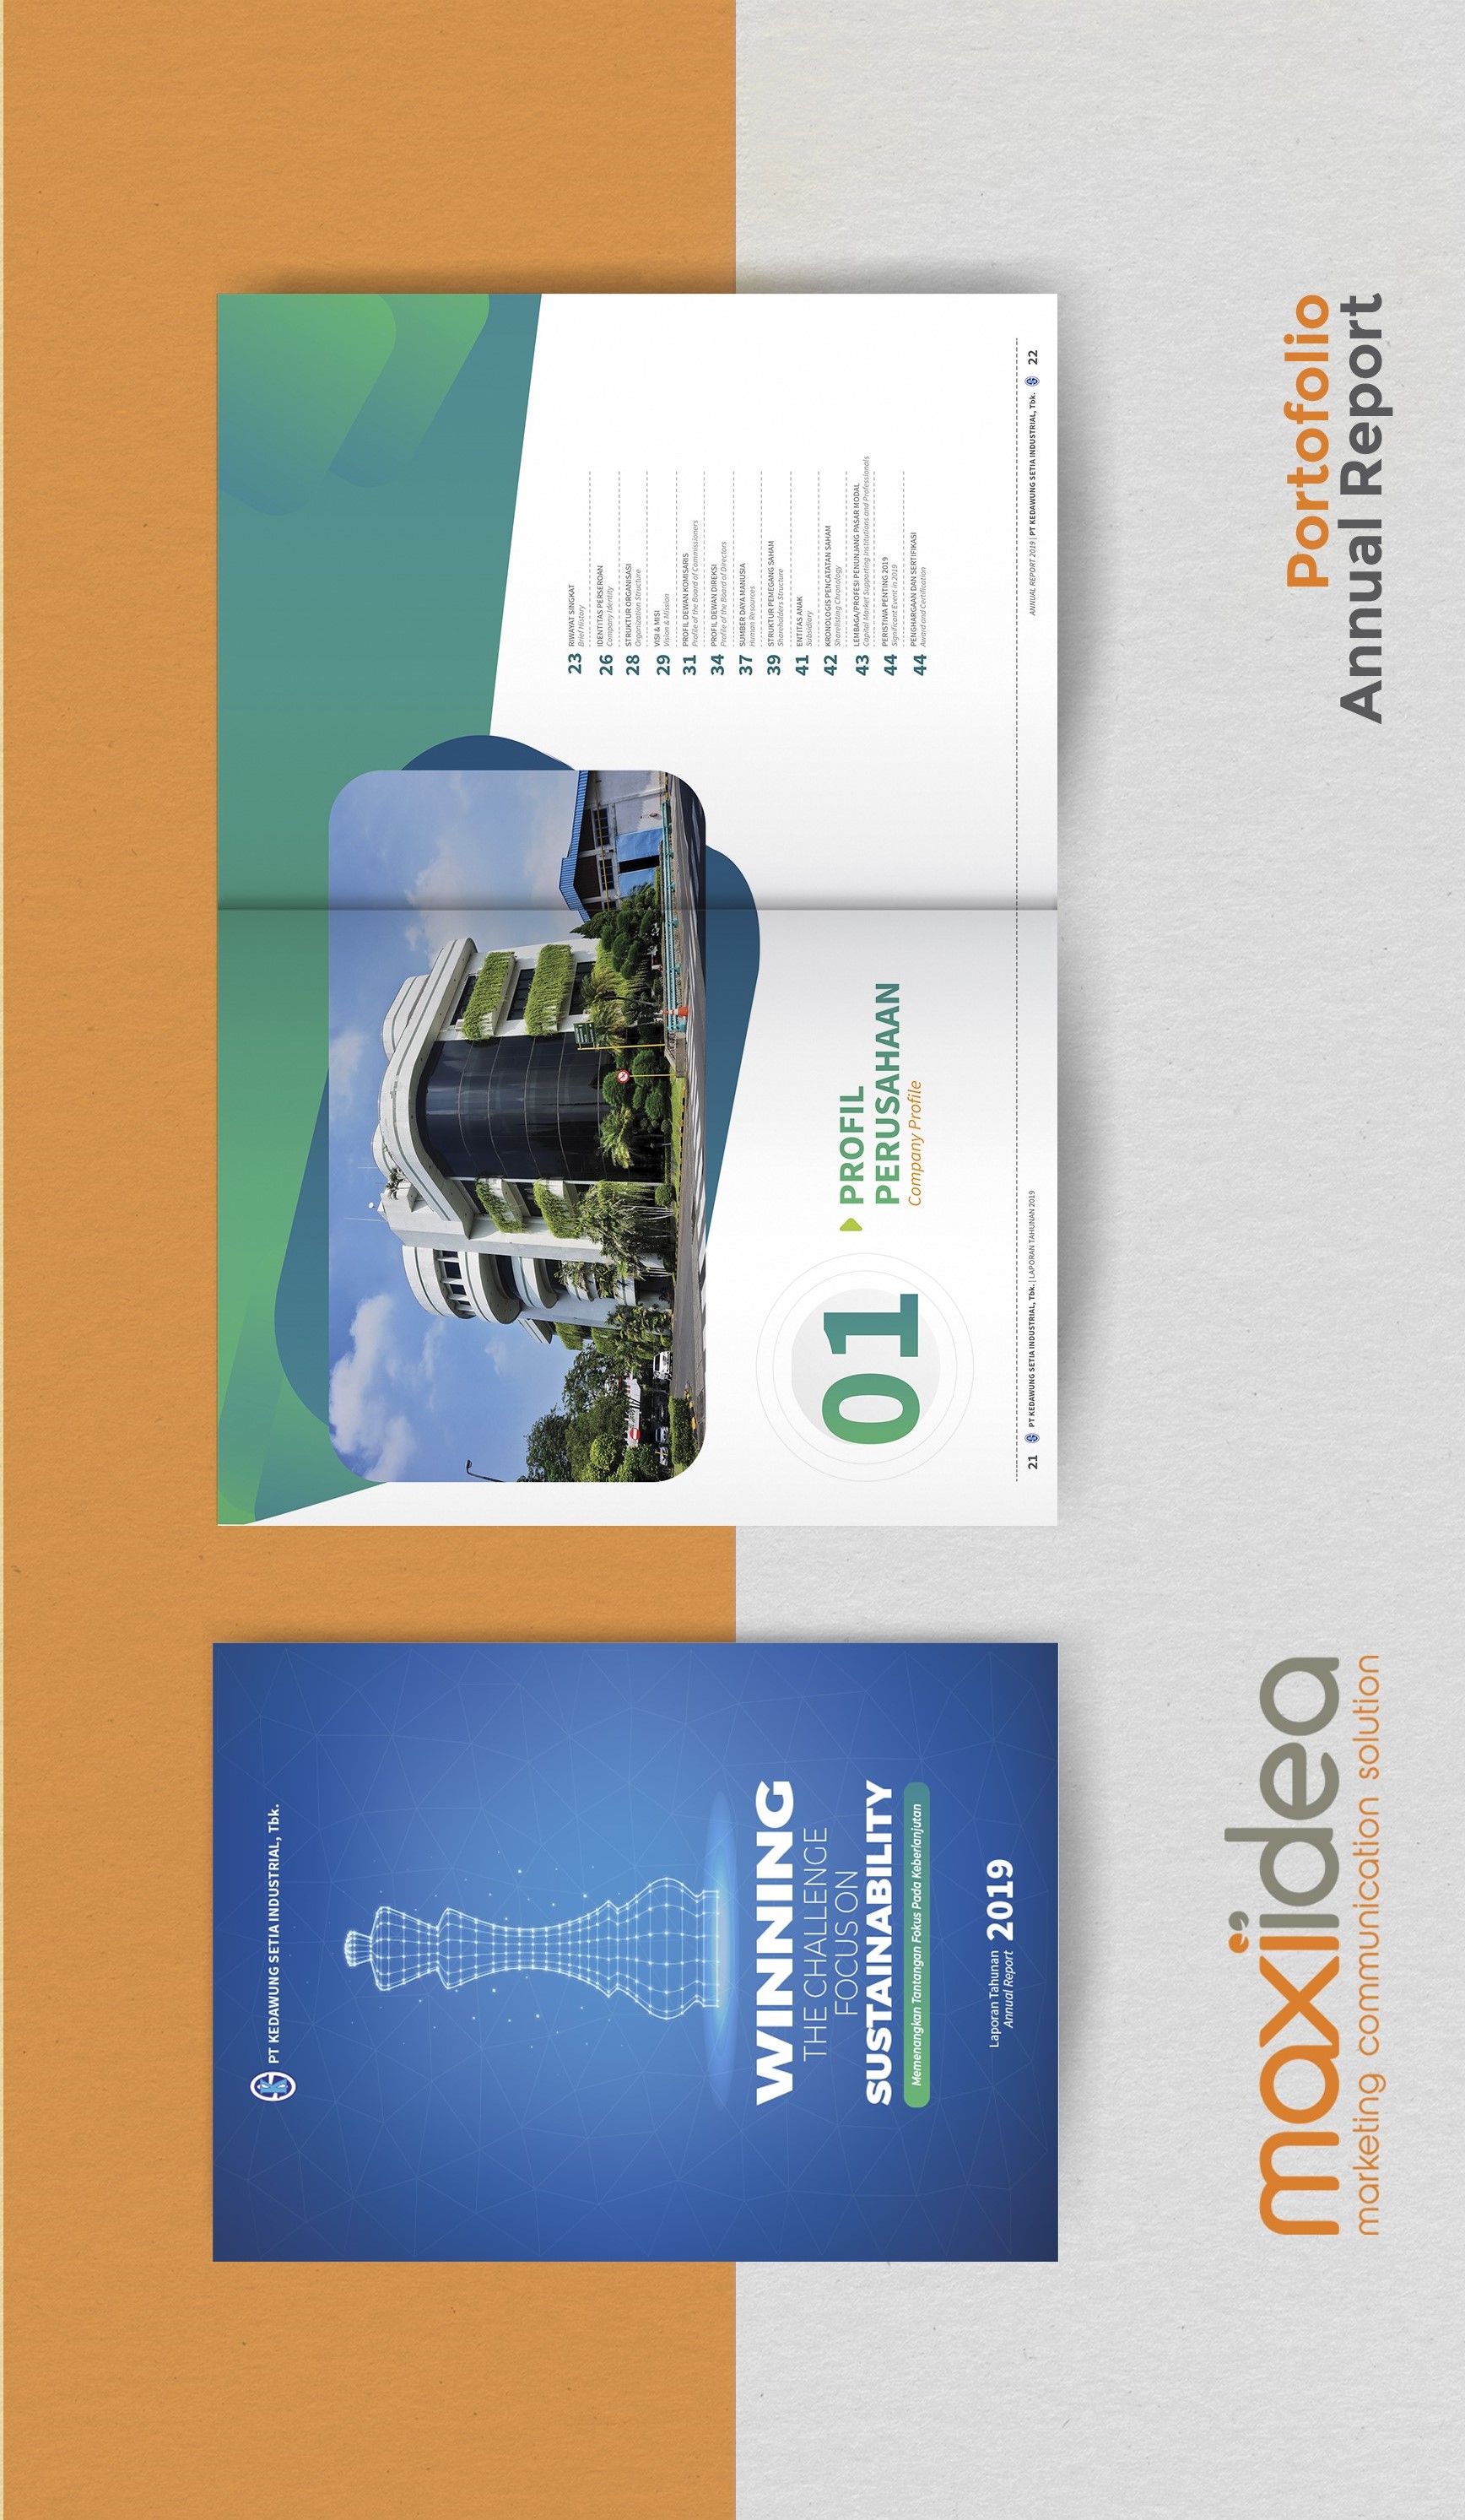 PT KEDAWUNG SETIA INDUSTRIAL, Tbk.
WINNING
THE CHALLENGE
FOCUS ON
SUSTAINABILITY
Memenangkan Tantangan Fokus Pada Keberlanjutan
Laporan Tahunan
Annual Report
2019
01
PROFIL
PERUSAHAAN
Company Profile
21 PT KEDAWUNG SETIA INDUSTRIAL, Tbk. | LAPORAN TAHUNAN 2019
23 RIWAYAT SINGKAT
Brief History
26 IDENTITAS PERSEROAN
Company Identity
28 STRUKTUR ORGANISASI
Organization Structure
29 VISI & MISI
Vision & Mission
31 PROFIL DEWAN KOMISARIS
Profile of the Board of Commissioners
34 PROFIL DEWAN DIREKSI
Profile of the Board of Directors
37 SUMBER DAYA MANUSIA
Human Resources
39 STRUKTUR PEMEGANG SAHAM
Shareholders Structure
41 ENTITAS ANAK
Subsidiary
42 KRONOLOGIS PENCATATAN SAHAM
Sharelisting Chronology
43 LEMBAGA/PROFESI PENUNJANG PASAR MODAL
Capital Market Supporting Institutions and Professionals
44 PERISTIWA PENTING 2019
Significant Event in 2019
44 PENGHARGAAN DAN SERTIFIKASI
Award and Certification
ANNUAL REPORT 2019 | PT KEDAWUNG SETIA INDUSTRIAL, Tbk. 22
maxiidea
marketing communication solution
Portofolio
Annual Report